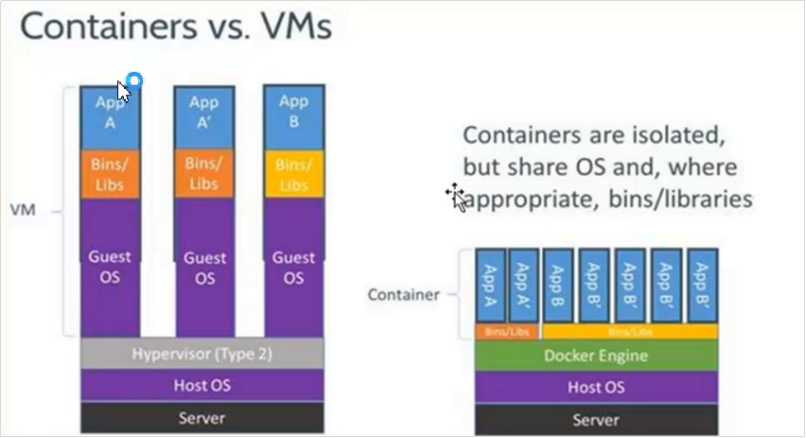 Containers vs. VMs
App
A
App
A'
App
B
Bins/
Libs
Bins/
Libs
Bins/
Libs
VM
Guest
OS
Guest
OS
Guest
OS
Hypervisor (Type 2)
Host OS
Server
Containers are isolated,
but share OS and, where
appropriate, bins/libraries
Container
App A
App A'
App B
App B'
App B'
App B'
App B'
Bins/Libs
Bins/Libs
Docker Engine
Host OS
Server